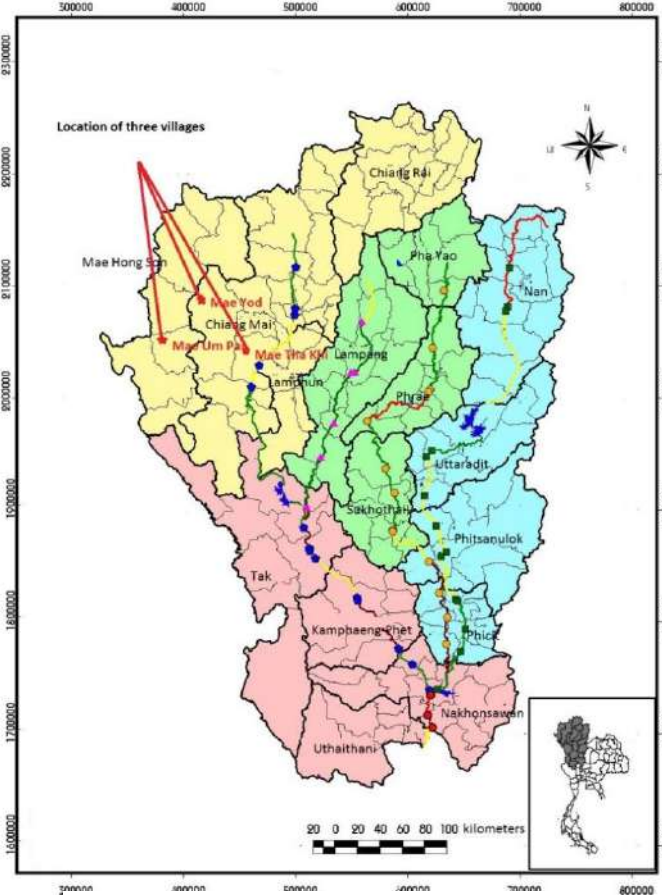 300000 400000 500000 600000 700000 800000
2300000
Location of three villages
N
S
2200000
Chiang Rai
Pha Yao
Mae Hong Son
2100000
Nan
Mae Yod
Chiang Mai
Mae Um Pai
Mae Tha Khi
Lampang
Lamphun
2000000
Phrae
Uttaradit
1900000
Sukhothai
Phitsanulok
Tak
1800000
Kamphaeng Phet
Phicit
Nakhonsawan
1700000
Uthaithani
20 0 20 40 60 80 100 kilometers
1600000
300000 400000 500000 600000 700000 800000